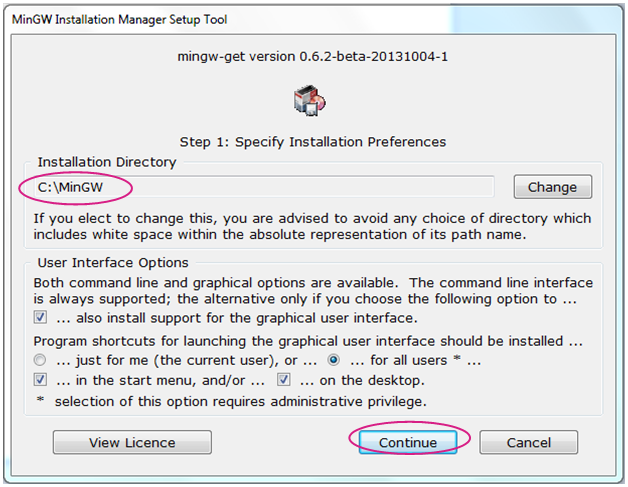 MinGW Installation Manager Setup Tool
mingw-get version 0.6.2-beta-20131004-1
Step 1: Specify Installation Preferences
Installation Directory
C:\MinGW
Change
If you elect to change this, you are advised to avoid any choice of directory which
includes white space within the absolute representation of its path name.
User Interface Options
Both command line and graphical options are available. The command line interface
is always supported; the alternative only if you choose the following option to ...
... also install support for the graphical user interface.
Program shortcuts for launching the graphical user interface should be installed ...
... just for me (the current user), or ... ... for all users * ...
... in the start menu, and/or ... ... on the desktop.
* selection of this option requires administrative privilege.
View Licence Continue Cancel